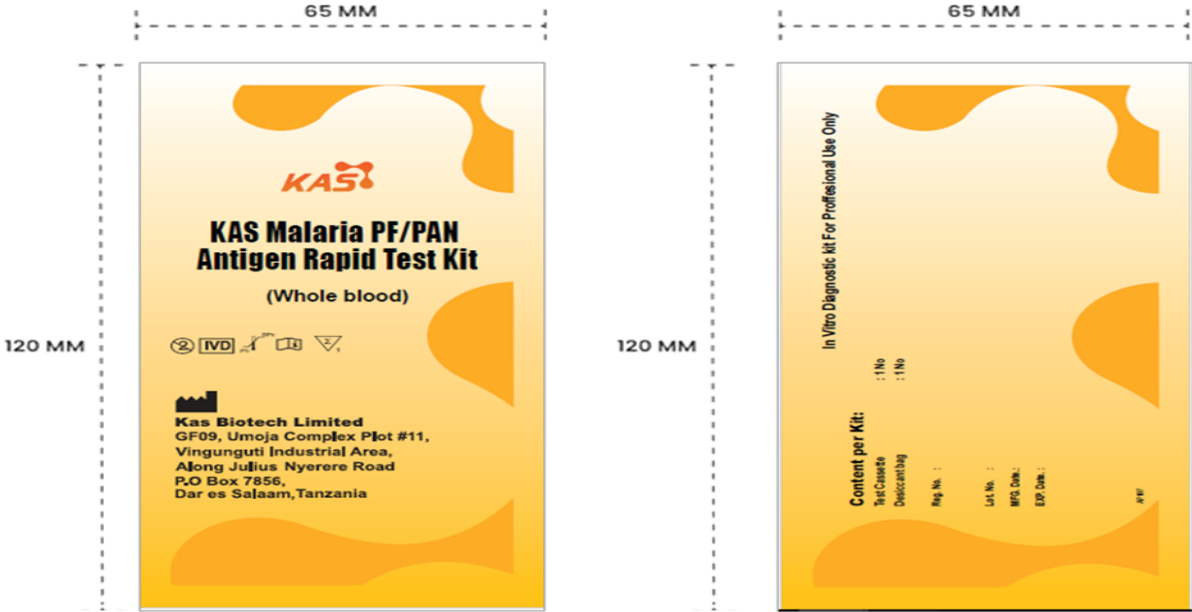 65 MM
120 MM
KAS
KAS Malaria PF/PAN
Antigen Rapid Test Kit
(Whole blood)
2 IVD
Kas Biotech Limited
GF09, Umoja Complex Plot #11,
Vingunguti Industrial Area,
Along Julius Nyerere Road
P.O Box 7856,
Dar es Salaam,Tanzania
65 MM
120 MM
In Vitro Diagnostic kit For Proffesional Use Only
Content per Kit:
Test Cassette : 1 No
Desiccant bag : 1 No
Reg. No. :
Lot. No. :
MFG. Date. :
EXP. Date. :